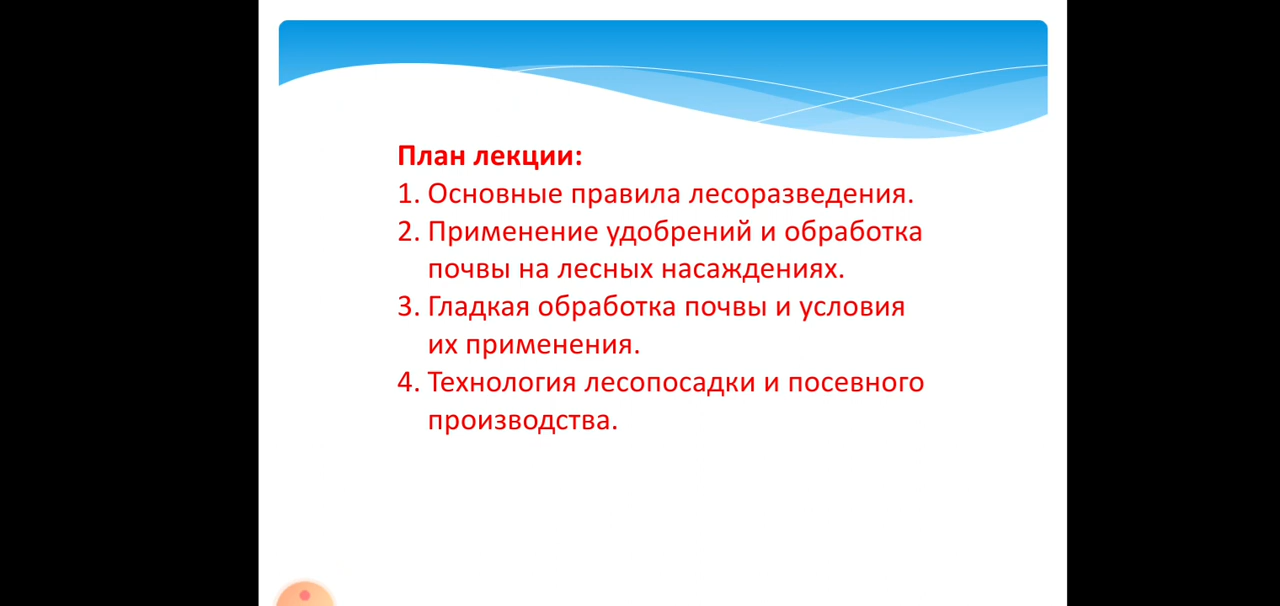 План лекции:
1. Основные правила лесоразведения.
2. Применение удобрений и обработка
почвы на лесных насаждениях.
3. Гладкая обработка почвы и условия
их применения.
4. Технология лесопосадки и посевного
производства.